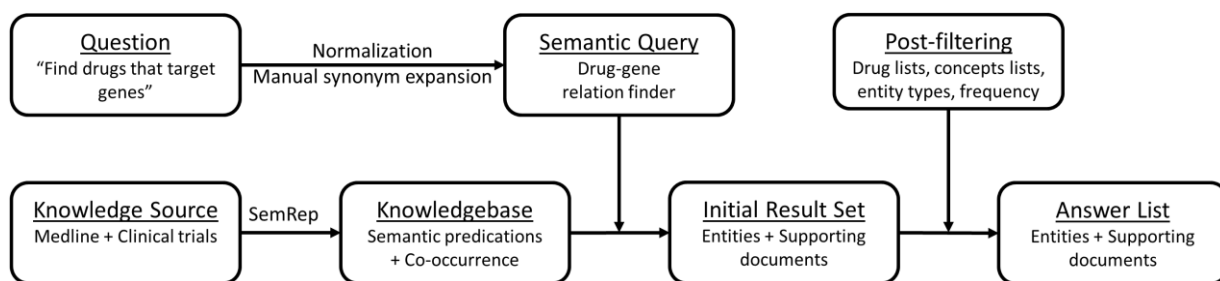 Question
“Find drugs that target
genes”
Normalization
Manual synonym expansion
Semantic Query
Drug-gene
relation finder
Post-filtering
Drug lists, concepts lists,
entity types, frequency
Knowledge Source
Medline + Clinical trials
SemRep
Knowledgebase
Semantic predications
+ Co-occurrence
Initial Result Set
Entities + Supporting
documents
Answer List
Entities + Supporting
documents